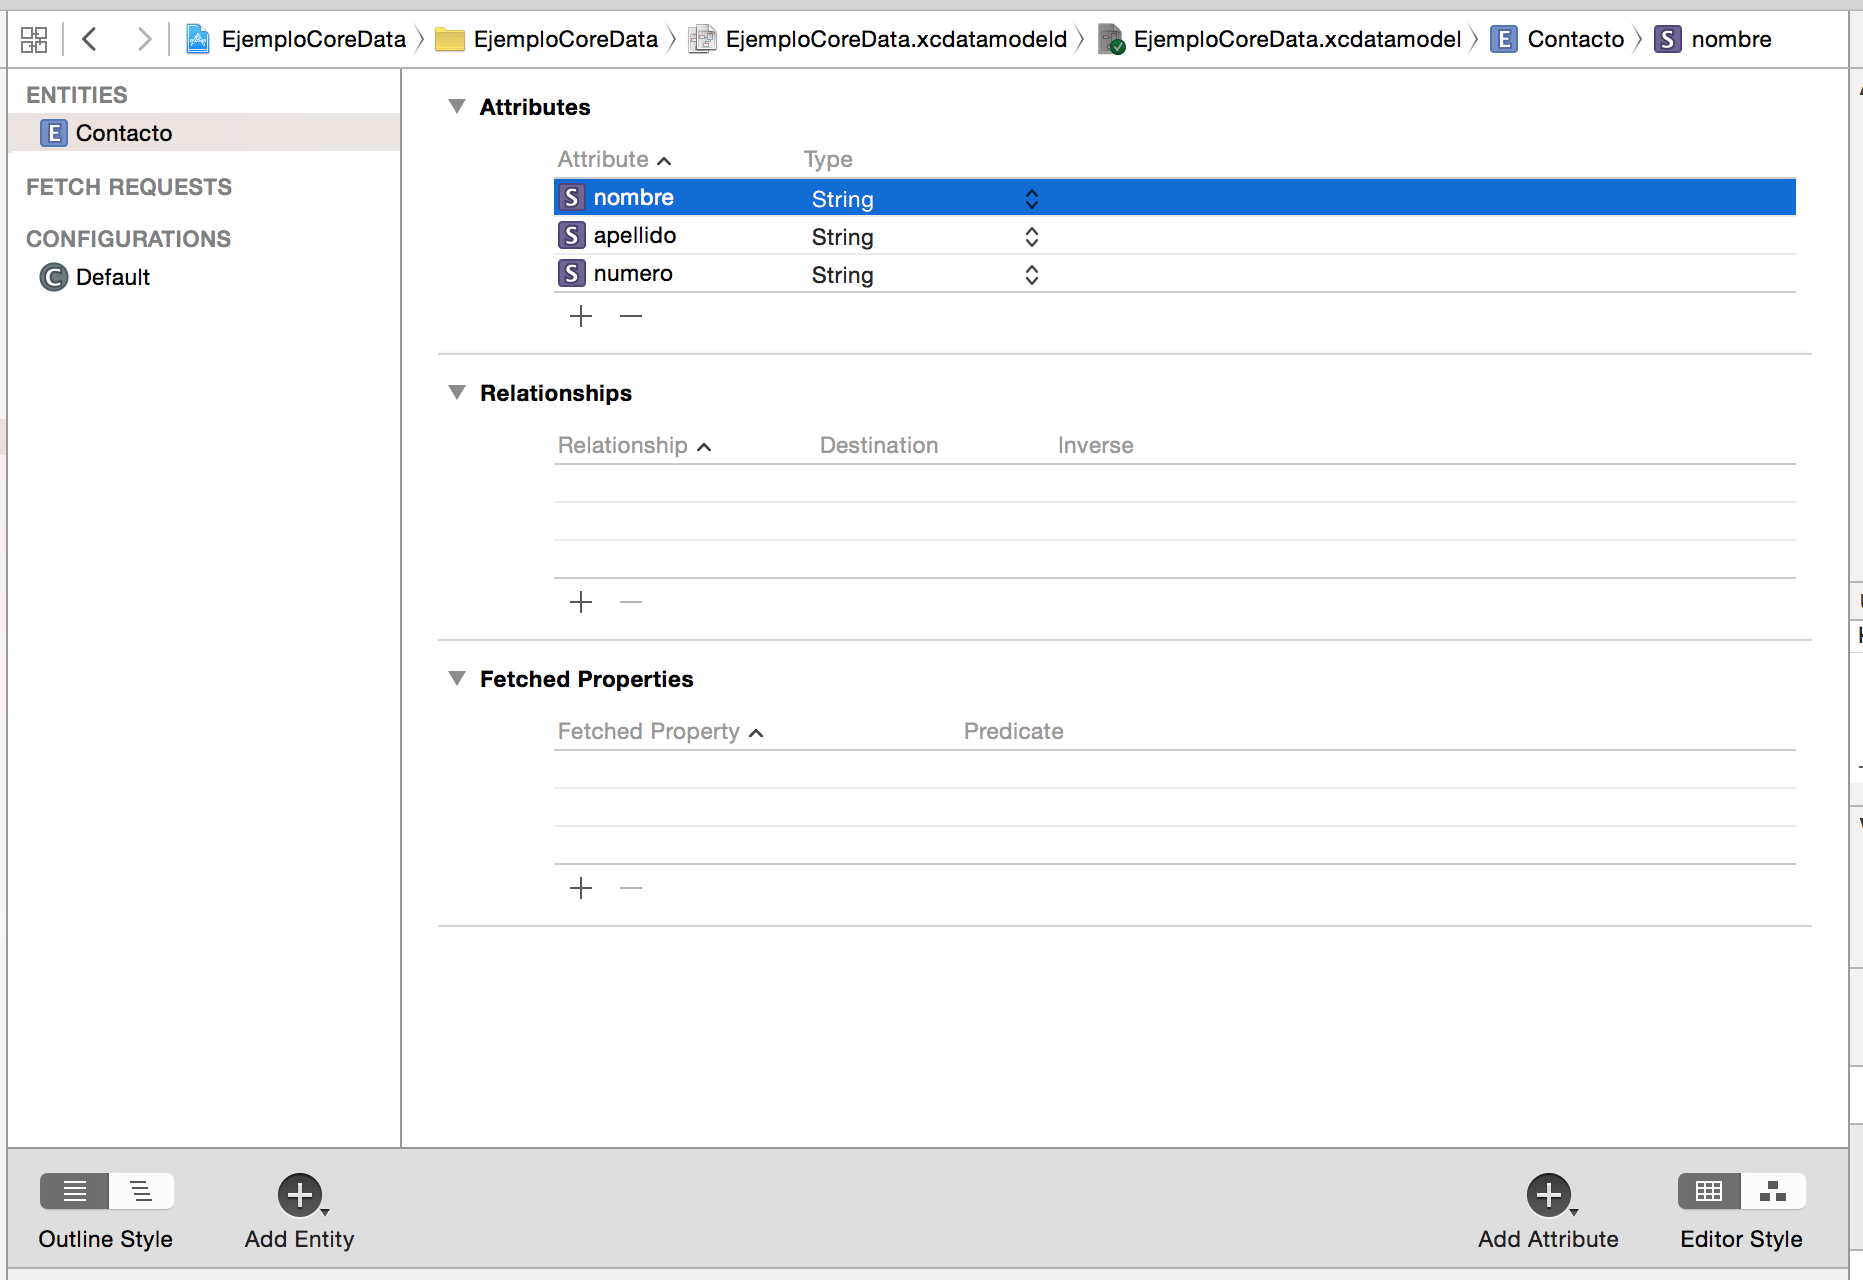 EjemploCoreData EjemploCoreData EjemploCoreData.xcdatamodeld EjemploCoreData.xcdatamodel E Contacto S nombre
ENTITIES
E Contacto
FETCH REQUESTS
CONFIGURATIONS
C Default
Attributes
Attribute Type
S nombre String
S apellido String
S numero String
Relationships
Relationship Destination Inverse
Fetched Properties
Fetched Property Predicate
Outline Style Add Entity Add Attribute Editor Style